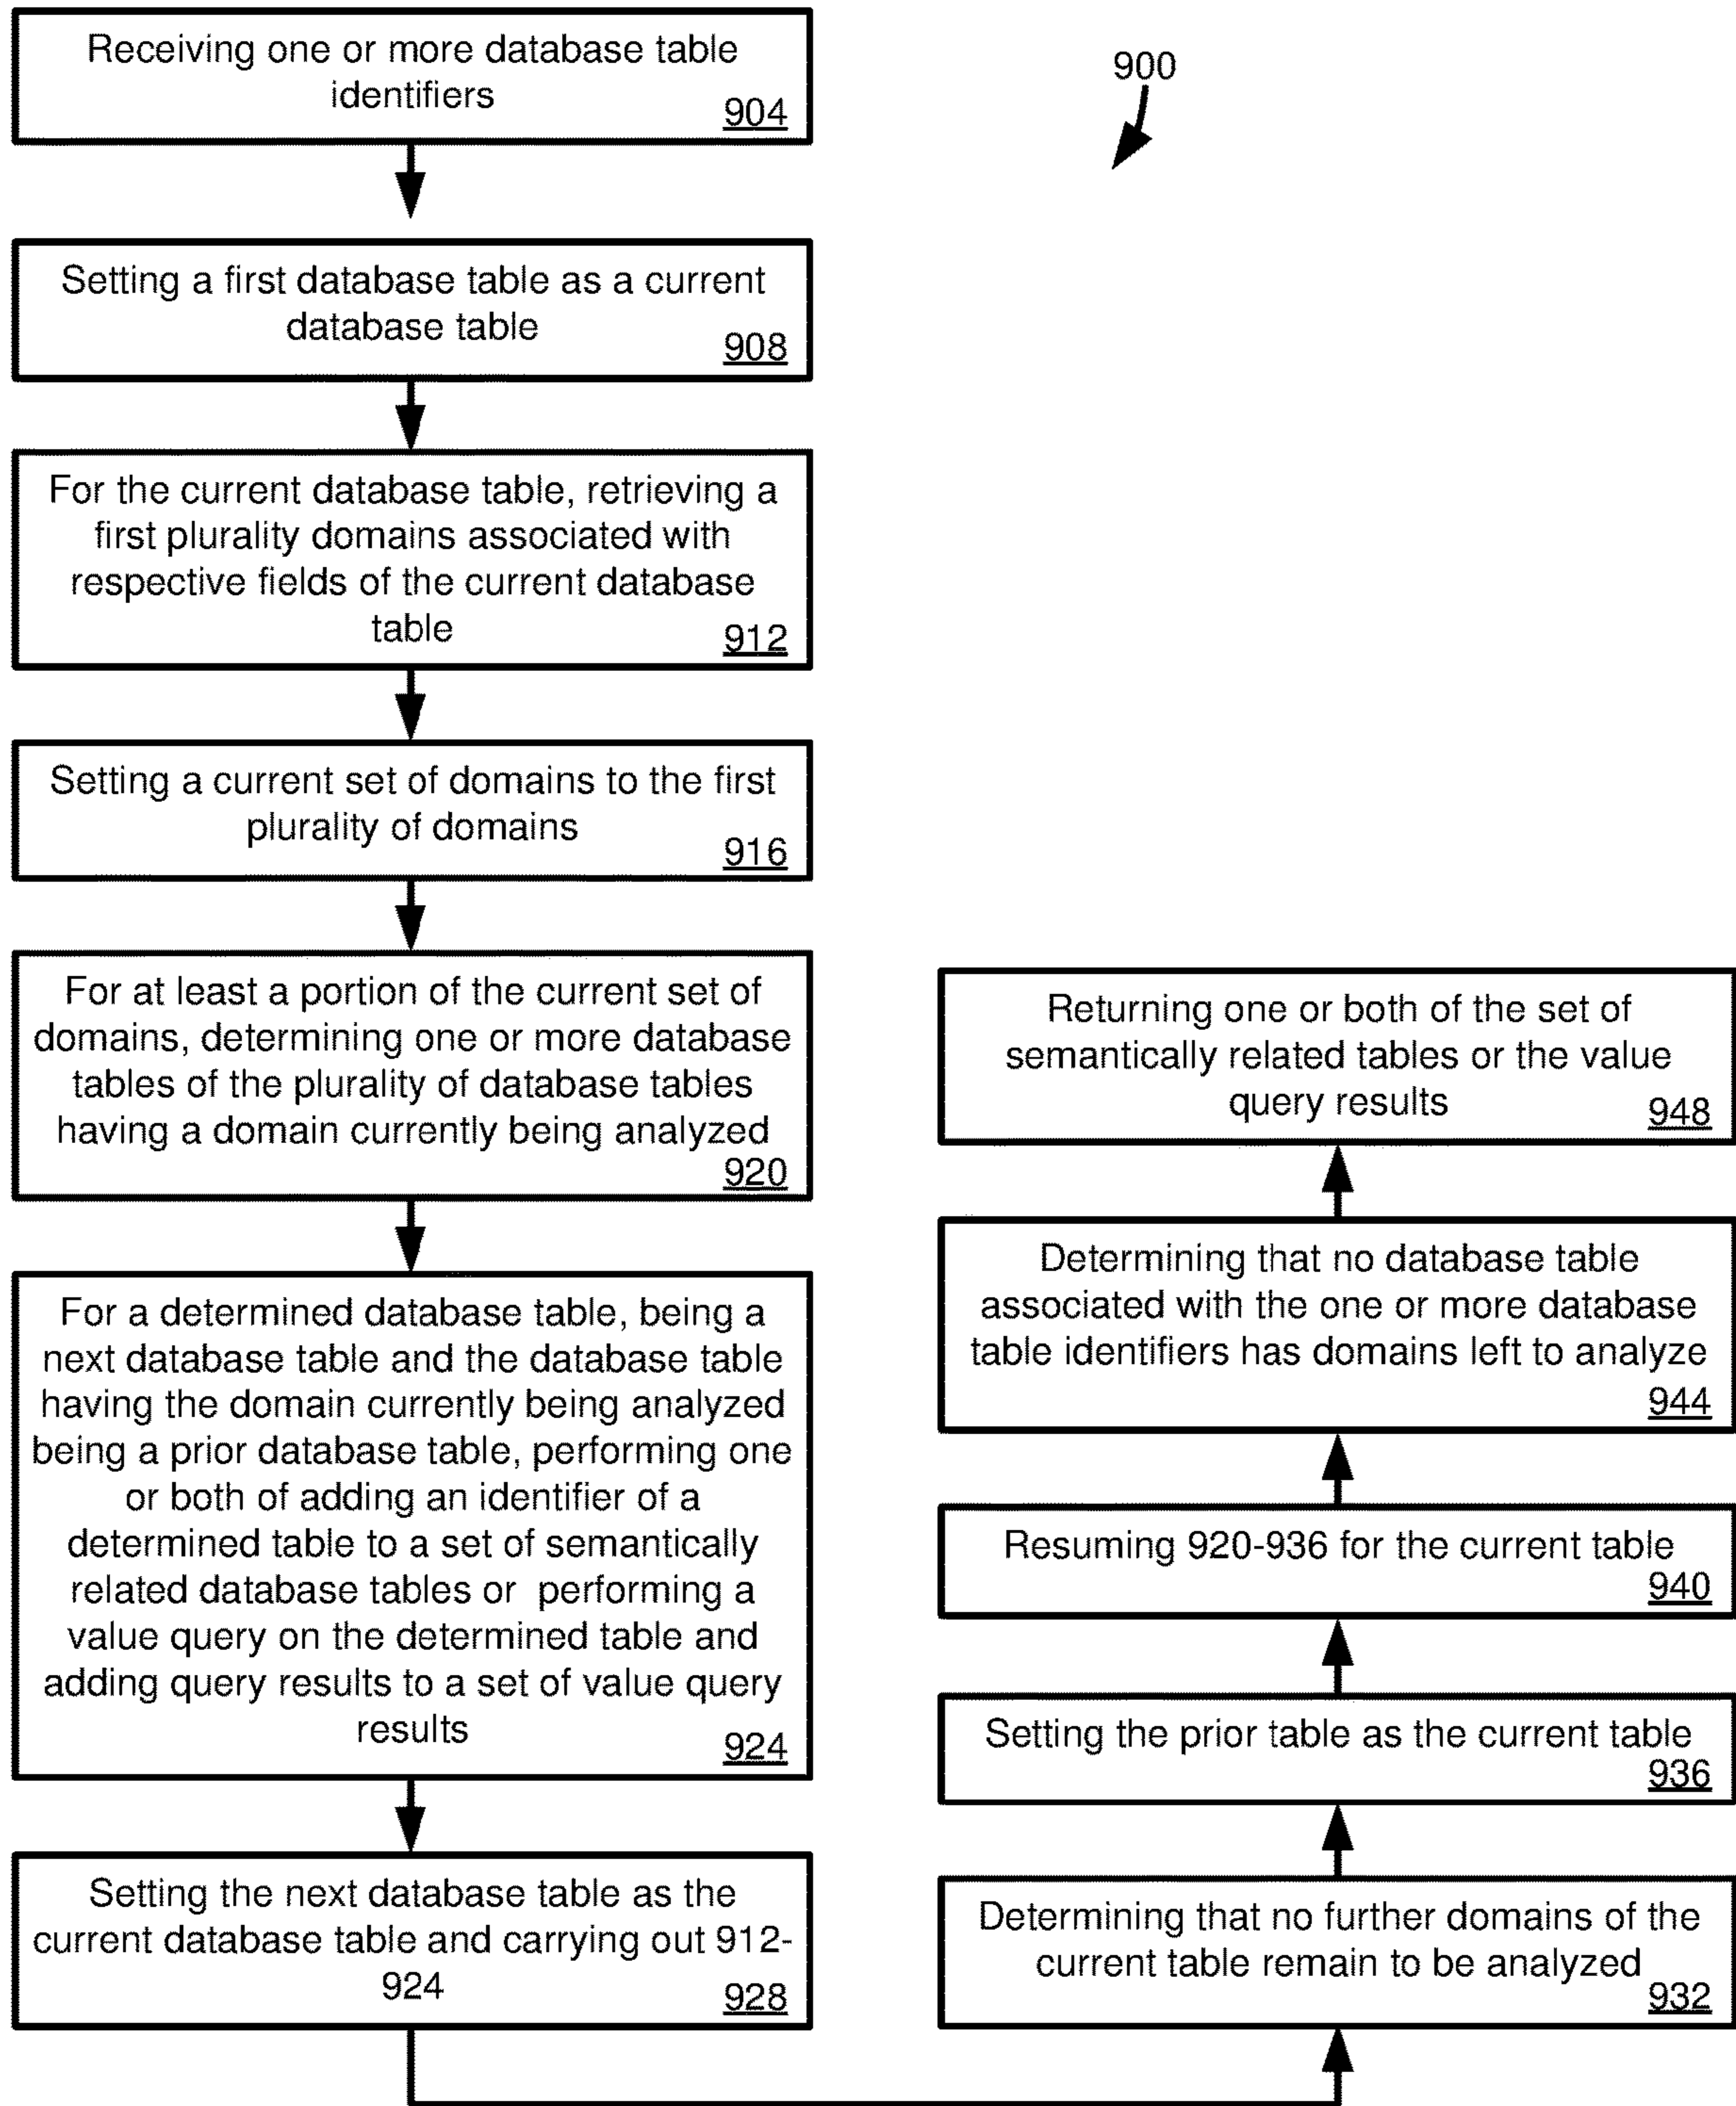 Receiving one or more database table
identifiers
904
900
Setting a first database table as a current
database table
908
For the current database table, retrieving a
first plurality domains associated with
respective fields of the current database
table
912
Setting a current set of domains to the first
plurality of domains
916
For at least a portion of the current set of
domains, determining one or more database
tables of the plurality of database tables
having a domain currently being analyzed
920
For a determined database table, being a
next database table and the database table
having the domain currently being analyzed
being a prior database table, performing one
or both of adding an identifier of a
determined table to a set of semantically
related database tables or performing a
value query on the determined table and
adding query results to a set of value query
results
924
Setting the next database table as the
current database table and carrying out 912-
924
928
Determining that no further domains of the
current table remain to be analyzed
932
Setting the prior table as the current table
936
Resuming 920-936 for the current table
940
Determining that no database table
associated with the one or more database
table identifiers has domains left to analyze
944
Returning one or both of the set of
semantically related tables or the value
query results
948